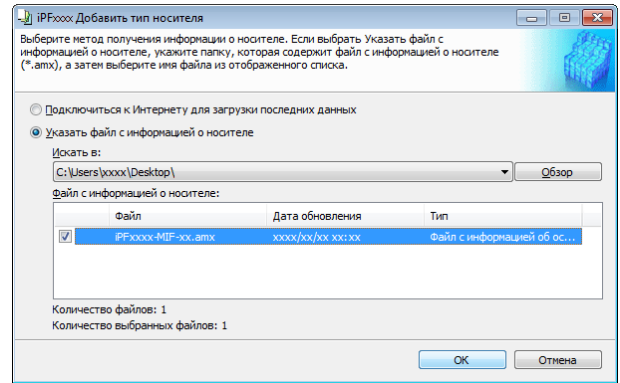 iPFxxxx Добавить тип носителя
Выберите метод получения информации о носителе. Если выбрать Указать файл с
информацией о носителе, укажите папку, которая содержит файл с информацией о носителе
(*.amx), а затем выберите имя файла из отображенного списка.
Подключиться к Интернету для загрузки последних данных
Указать файл с информацией о носителе
Искать в:
C:\Users\xxxx\Desktop\ Обзор
Файл с информацией о носителе:
Файл Дата обновления Тип
iPFxxxx-MIF-xx.amx xxxx/xx/xx xx:xx Файл с информацией об ос...
Количество файлов: 1
Количество выбранных файлов: 1
OK Отмена